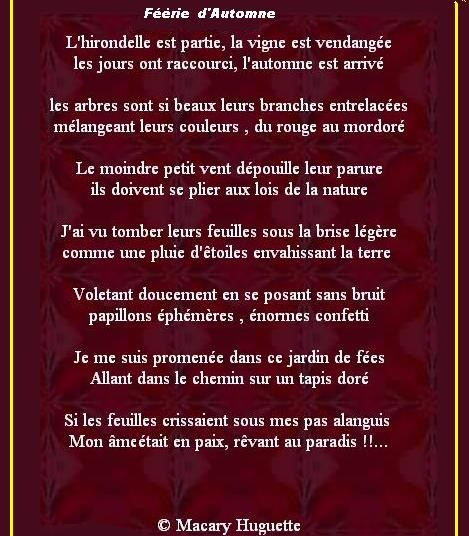 Féérie d'Automne
L'hirondelle est partie, la vigne est vendangée
les jours ont raccourci, l'automne est arrivé
les arbres sont si beaux leurs branches entrelacées
mélangeant leurs couleurs , du rouge au mordoré
Le moindre petit vent dépouille leur parure
ils doivent se plier aux lois de la nature
J'ai vu tomber leurs feuilles sous la brise légère
comme une pluie d'êtoiles envahissant la terre
Voletant doucement en se posant sans bruit
papillons éphémères , énormes confetti
Je me suis promenée dans ce jardin de fées
Allant dans le chemin sur un tapis doré
Si les feuilles crissaient sous mes pas alanguis
Mon âmeétait en paix, rêvant au paradis !!...
© Macary Huguette